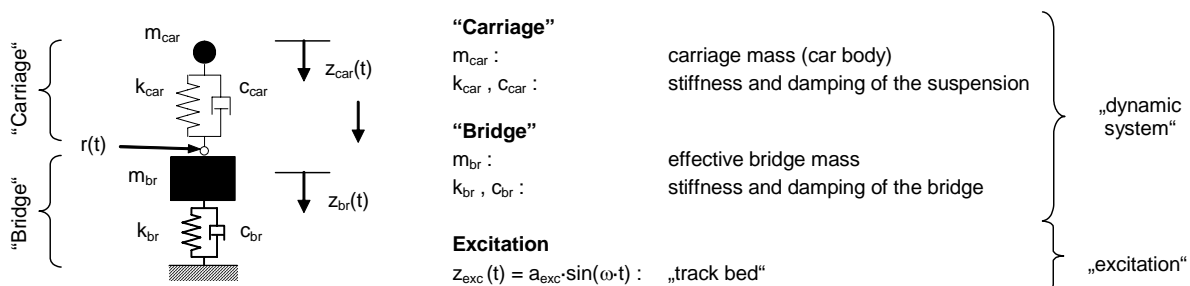 “Carriage”
m_car
z_car(t)
k_car
c_car
r(t)
“Bridge”
m_br
z_br(t)
k_br
c_br
“Carriage”
m_car : carriage mass (car body)
k_car , c_car : stiffness and damping of the suspension
“Bridge”
m_br : effective bridge mass
k_br , c_br : stiffness and damping of the bridge
Excitation
z_exc (t) = a_exc·sin(ω·t) : „track bed“
„dynamic
system“
„excitation“